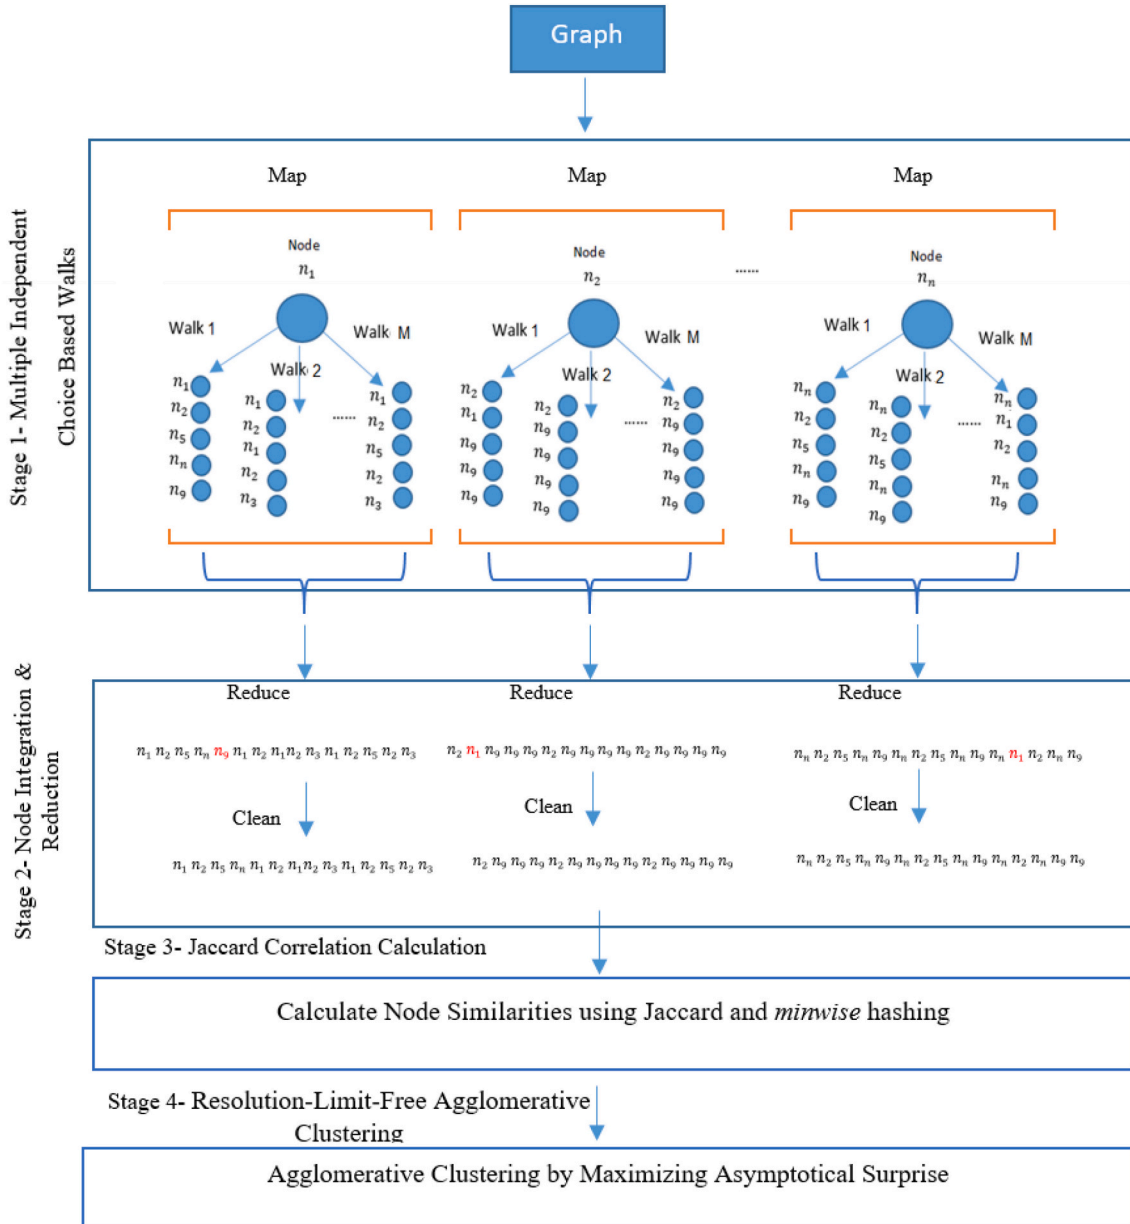 Graph
Stage 1- Multiple Independent
Choice Based Walks
Map
Map
Map
Node
n₁
Node
n₂
......
Node
nₙ
Walk 1
Walk 2
Walk M
Walk 1
Walk 2
Walk M
Walk 1
Walk 2
Walk M
n₁
n₂
n₅
nₙ
n₉
n₁
n₂
n₁
n₂
n₃
......
n₁
n₂
n₅
n₂
n₃
n₂
n₁
n₉
n₉
n₉
n₂
n₉
n₉
n₉
n₉
......
n₂
n₉
n₉
n₉
n₉
nₙ
n₂
n₅
nₙ
n₉
nₙ
n₂
n₅
nₙ
n₉
......
nₙ
n₁
n₂
nₙ
n₉
Stage 2- Node Integration &
Reduction
Reduce
Reduce
Reduce
n₁ n₂ n₅ nₙ n₉ n₁ n₂ n₁n₂ n₃ n₁ n₂ n₅ n₂ n₃
n₂ n₁ n₉ n₉ n₉ n₂ n₉ n₉ n₉ n₉ n₂ n₉ n₉ n₉ n₉
nₙ n₂ n₅ nₙ n₉ nₙ n₂ n₅ nₙ n₉ nₙ n₁ n₂ nₙ n₉
Clean
Clean
Clean
n₁ n₂ n₅ nₙ n₁ n₂ n₁n₂ n₃ n₁ n₂ n₅ n₂ n₃
n₂ n₉ n₉ n₉ n₂ n₉ n₉ n₉ n₉ n₂ n₉ n₉ n₉ n₉
nₙ n₂ n₅ nₙ n₉ nₙ n₂ n₅ nₙ n₉ nₙ n₂ nₙ n₉ n₉
Stage 3- Jaccard Correlation Calculation
Calculate Node Similarities using Jaccard and minwise hashing
Stage 4- Resolution-Limit-Free Agglomerative
Clustering
Agglomerative Clustering by Maximizing Asymptotical Surprise